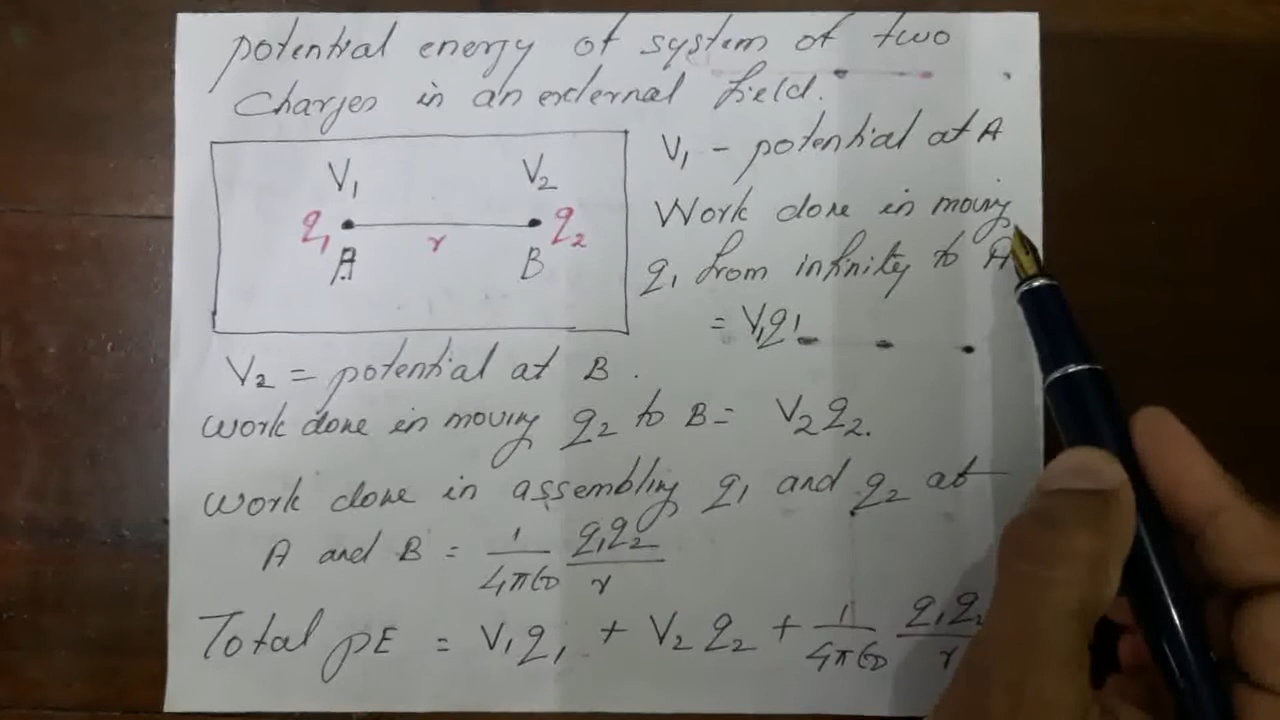 potential energy of system of two
charges in an external field.
V₁ V₂
q₁ r q₂
A B
V₁ - potential at A
Work done in moving
q₁ from infinity to A
= V₁q₁
V₂ = potential at B.
work done in moving q₂ to B = V₂q₂.
work done in assembling q₁ and q₂ at
A and B = 1/4πϵ₀ q₁q₂/r
Total PE = V₁q₁ + V₂q₂ + 1/4πϵ₀ q₁q₂/r